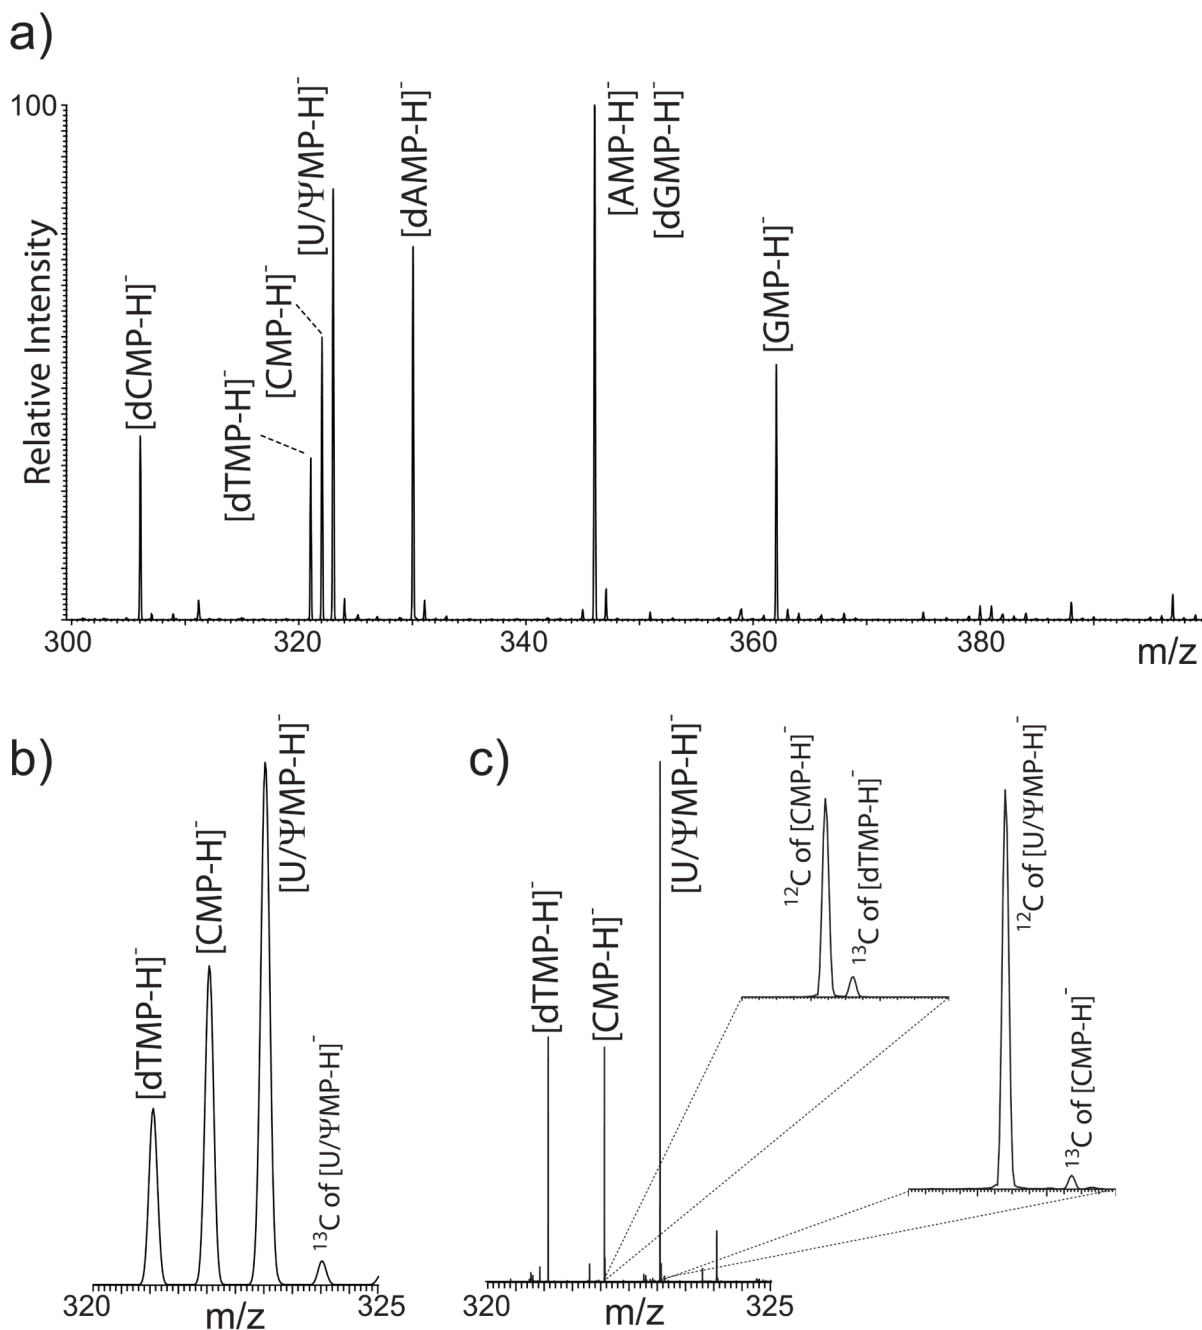 a)
100
Relative Intensity
[dCMP-H]⁻
[dTMP-H]⁻
[CMP-H]⁻
[U/ΨMP-H]⁻
[dAMP-H]⁻
[AMP-H]⁻
[dGMP-H]⁻
[GMP-H]⁻
300
320
340
360
380
m/z
b)
[dTMP-H]⁻
[CMP-H]⁻
[U/ΨMP-H]⁻
¹³C of [U/ΨMP-H]⁻
320
m/z
325
c)
[dTMP-H]⁻
[CMP-H]⁻
[U/ΨMP-H]⁻
¹²C of [CMP-H]⁻
¹³C of [dTMP-H]⁻
¹²C of [U/ΨMP-H]⁻
¹³C of [CMP-H]⁻
320
m/z
325